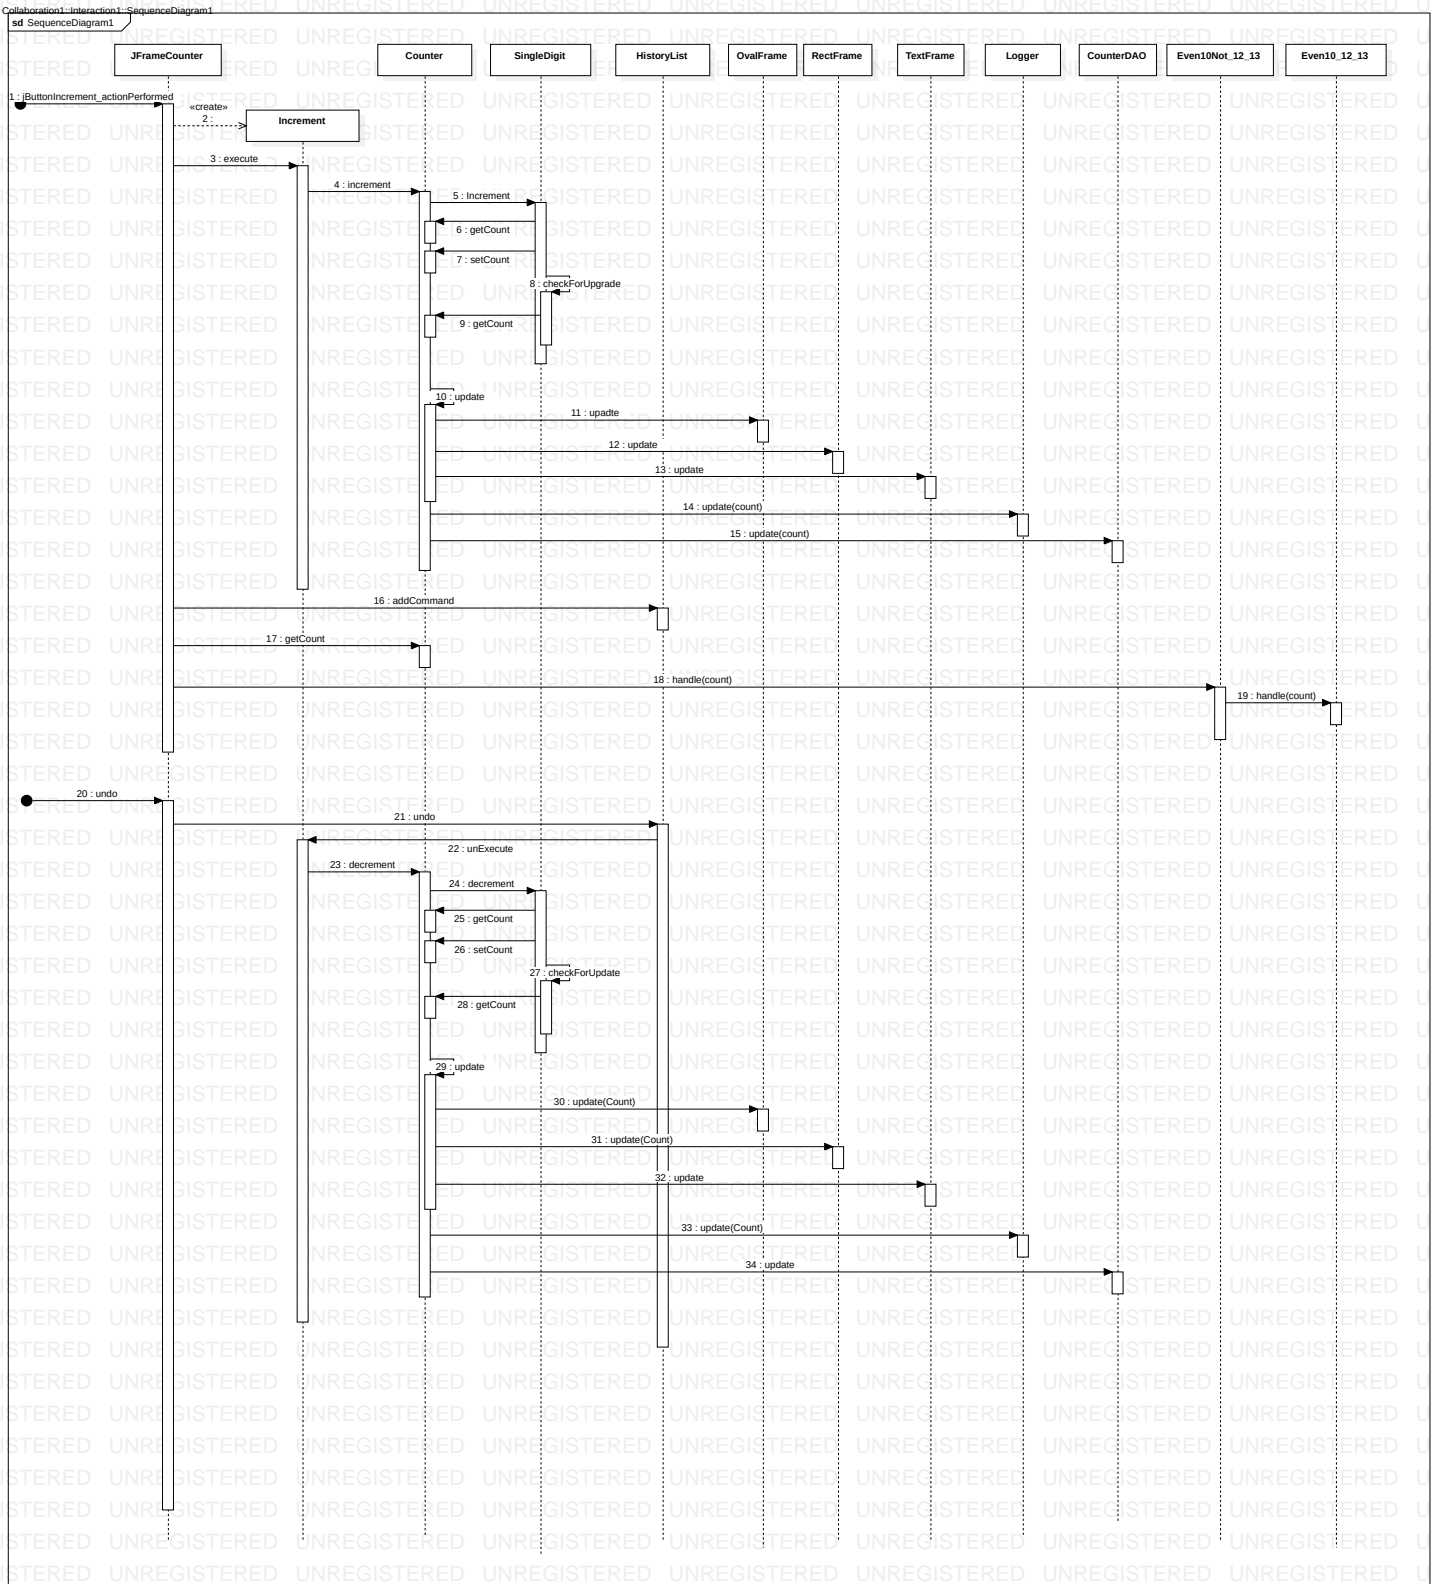 Collaboration1::Interaction1::SequenceDiagram1
sd SequenceDiagram1
JFrameCounter
Counter
SingleDigit
HistoryList
OvalFrame
RectFrame
TextFrame
Logger
CounterDAO
Even10Not_12_13
Even10_12_13
1 : jButtonIncrement_actionPerformed
«create»
2 :
Increment
3 : execute
4 : increment
5 : Increment
6 : getCount
7 : setCount
8 : checkForUpgrade
9 : getCount
10 : update
11 : upadte
12 : update
13 : update
14 : update(count)
15 : update(count)
16 : addCommand
17 : getCount
18 : handle(count)
19 : handle(count)
20 : undo
21 : undo
22 : unExecute
23 : decrement
24 : decrement
25 : getCount
26 : setCount
27 : checkForUpdate
28 : getCount
29 : update
30 : update(Count)
31 : update(Count)
32 : update
33 : update(Count)
34 : update
UNREGISTERED